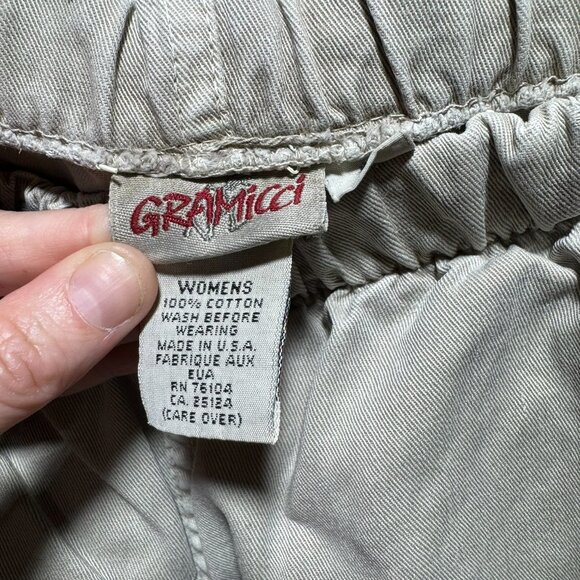 GRAMicci
WOMENS
100% COTTON
WASH BEFORE
WEARING
MADE IN U.S.A.
FABRIQUE AUX
EUA
RN 76104
CA. 25124
(CARE OVER)